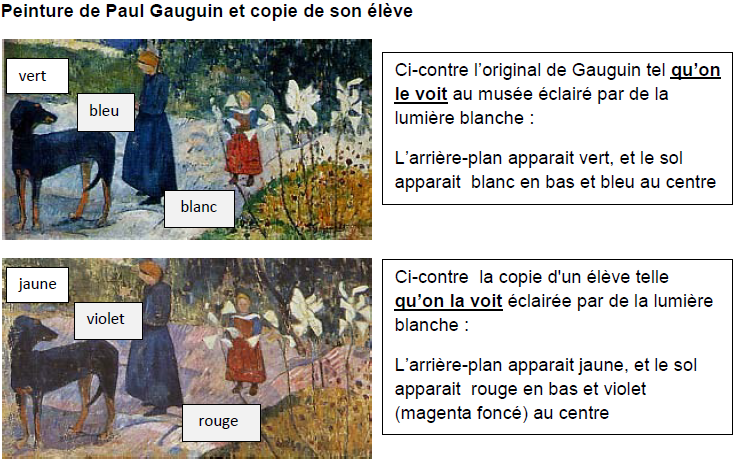 Peinture de Paul Gauguin et copie de son élève
vert
bleu
blanc
Ci-contre l’original de Gauguin tel qu’on
le voit au musée éclairé par de la
lumière blanche :
L’arrière-plan apparait vert, et le sol
apparait blanc en bas et bleu au centre
jaune
violet
rouge
Ci-contre la copie d'un élève telle
qu’on la voit éclairée par de la lumière
blanche :
L’arrière-plan apparait jaune, et le sol
apparait rouge en bas et violet
(magenta foncé) au centre